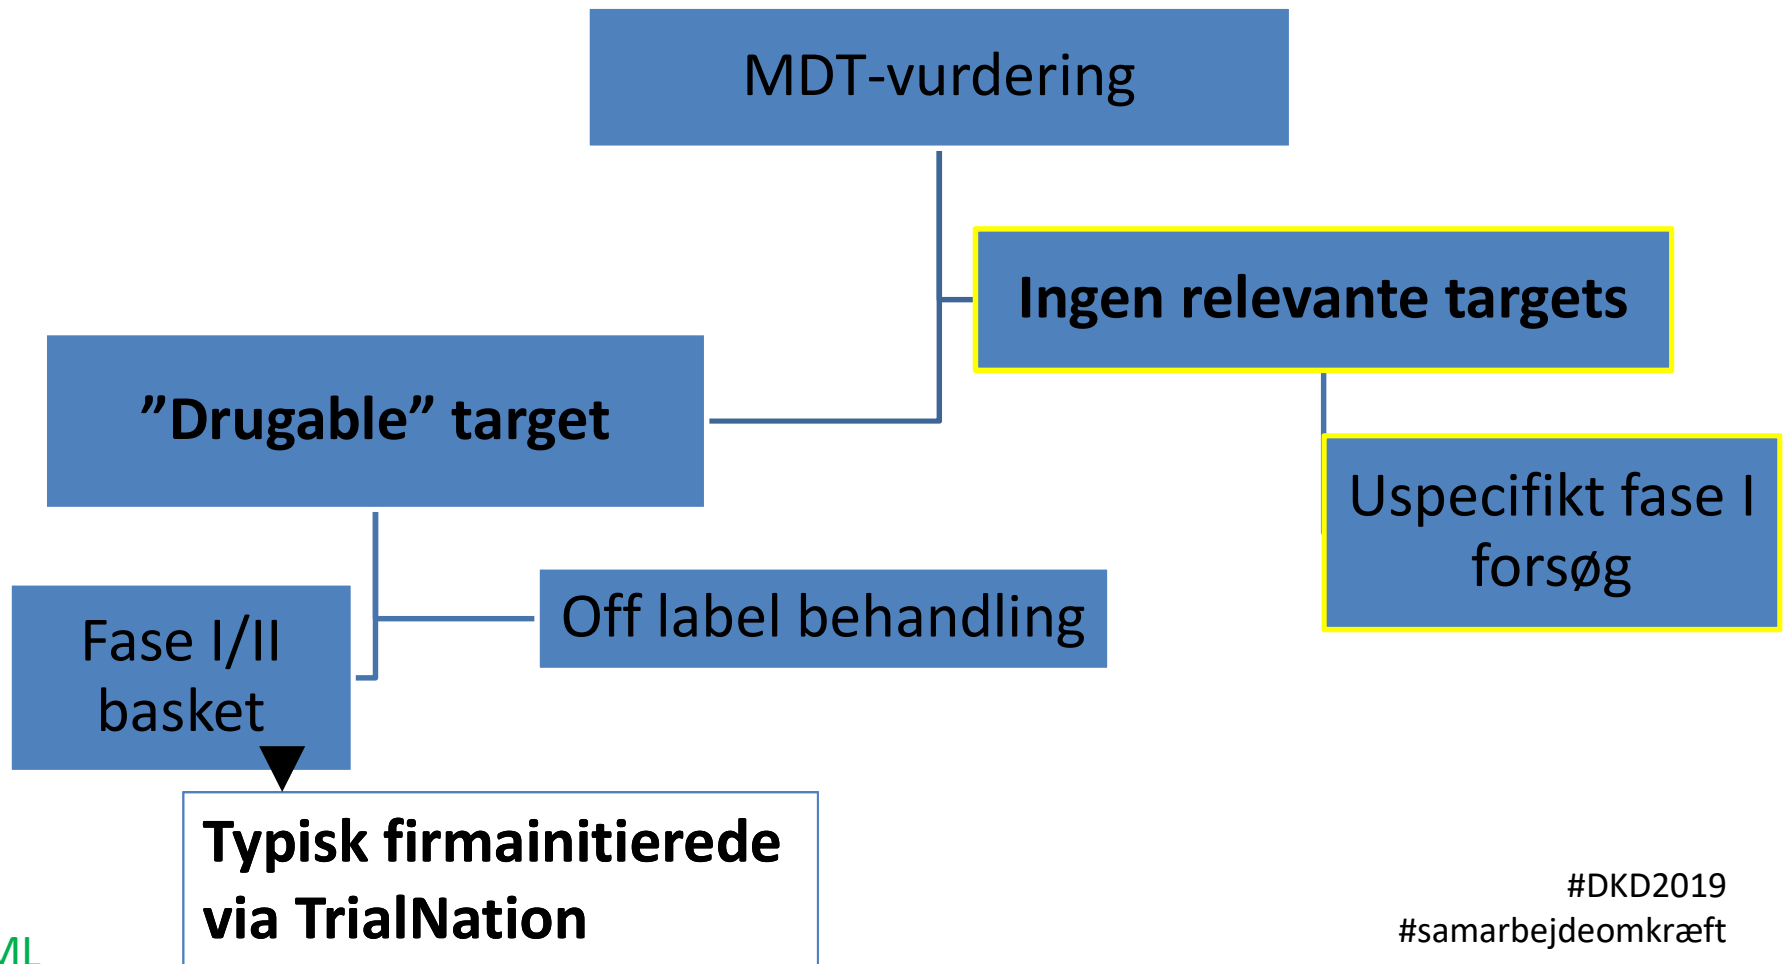 MDT-vurdering
Ingen relevante targets
”Drugable” target
Uspecifikt fase I
forsøg
Off label behandling
Fase I/II
basket
Typisk firmainitierede
via TrialNation
#DKD2019
#samarbejdeomkræft